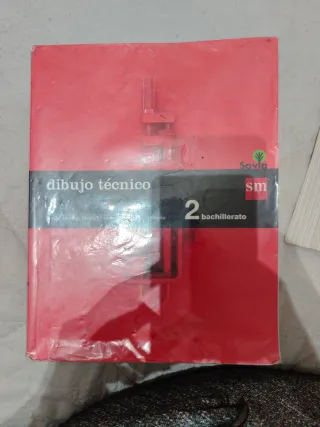 Savia
dibujo técnico
sm
2 bachillerato